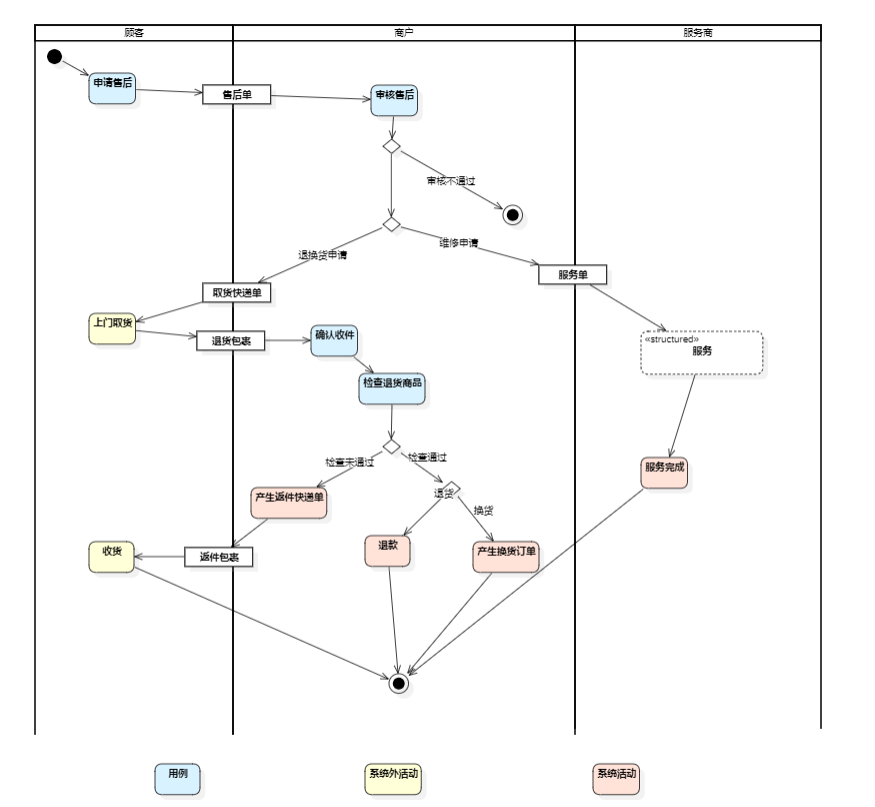 顾客
商户
服务商
申请售后
售后单
审核售后
审核不通过
退换货申请
维修申请
服务单
取货快递单
上门取货
退货包裹
确认收件
«structured»
服务
检查退货商品
检查未通过
检查通过
服务完成
退货
产生返件快递单
换货
收货
返件包裹
退款
产生换货订单
用例
系统外活动
系统活动